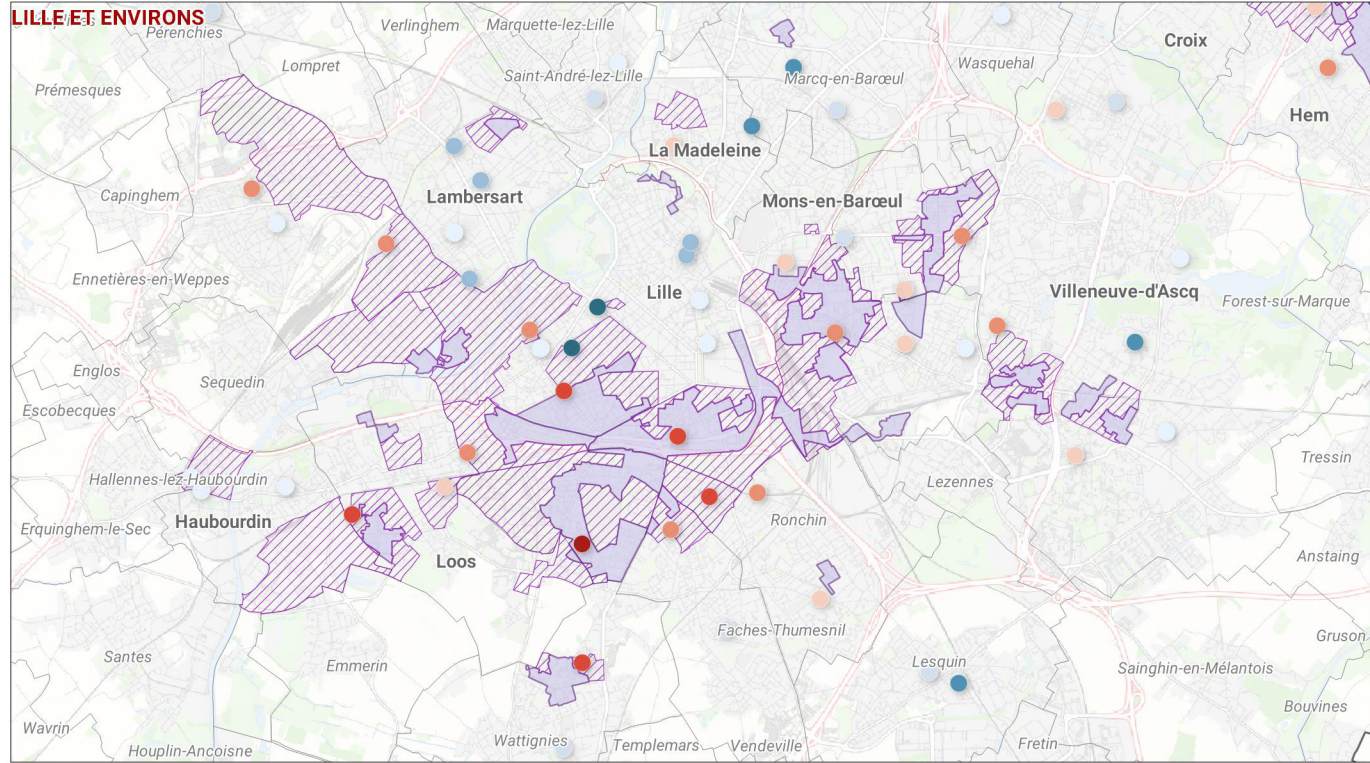 LILLE ET ENVIRONS
Pérenchies
Verlinghem
Marquette-lez-Lille
Croix
Lompret
Saint-André-lez-Lille
Marcq-en-Barœul
Wasquehal
Prémesques
Hem
La Madeleine
Capinghem
Lambersart
Mons-en-Barœul
Ennetières-en-Weppes
Lille
Villeneuve-d'Ascq
Forest-sur-Marque
Englos
Sequedin
Escobecques
Tressin
Hallennes-lez-Haubourdin
Lezennes
Erquinghem-le-Sec
Haubourdin
Ronchin
Loos
Anstaing
Faches-Thumesnil
Gruson
Santes
Emmerin
Lesquin
Sainghin-en-Mélantois
Bouvines
Wavrin
Wattignies
Templemars
Vendeville
Fretin
Houplin-Ancoisne